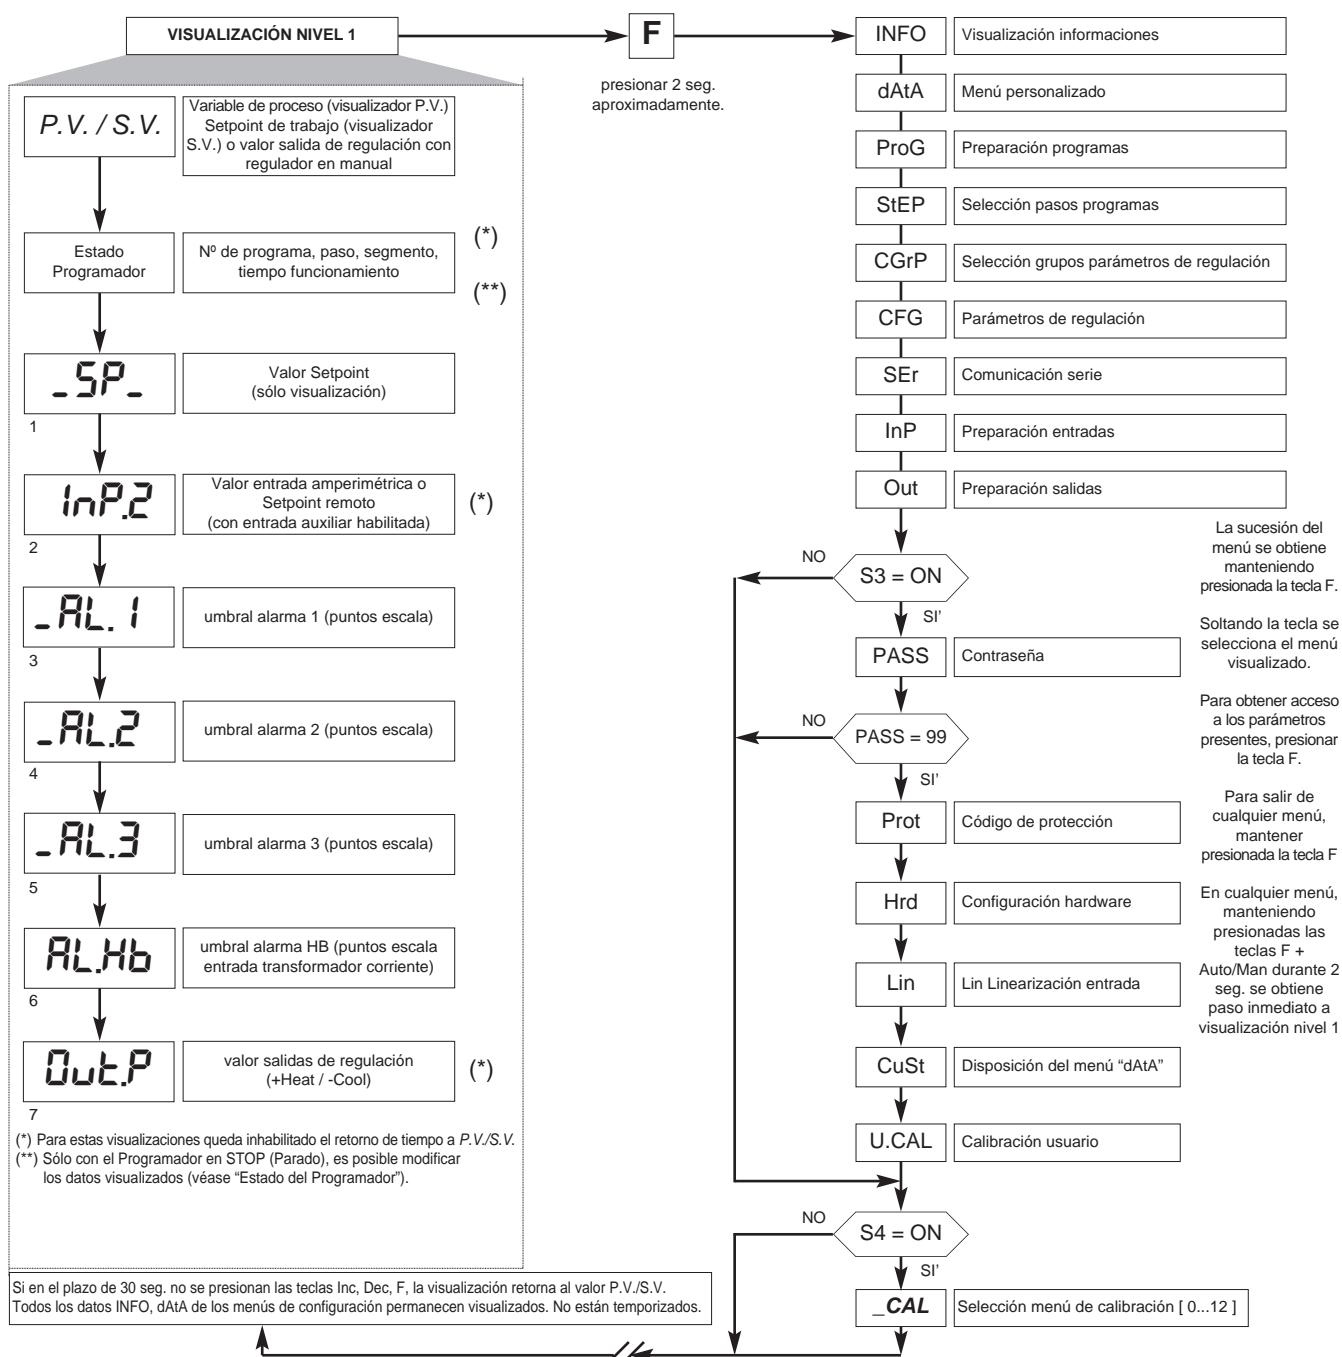 VISUALIZACIÓN NIVEL 1
F
presionar 2 seg.
aproximadamente.
P.V. / S.V.
Variable de proceso (visualizador P.V.)
Setpoint de trabajo (visualizador
S.V.) o valor salida de regulación con
regulador en manual
Estado
Programador
Nº de programa, paso, segmento,
tiempo funcionamiento
(*)
(**)
_SP_
Valor Setpoint
(sólo visualización)
1
InP.2
Valor entrada amperimétrica o
Setpoint remoto
(con entrada auxiliar habilitada)
(*)
2
_AL.1
umbral alarma 1 (puntos escala)
3
_AL.2
umbral alarma 2 (puntos escala)
4
_AL.3
umbral alarma 3 (puntos escala)
5
AL.Hb
umbral alarma HB (puntos escala
entrada transformador corriente)
6
Out.P
valor salidas de regulación
(+Heat / -Cool)
(*)
7
(*) Para estas visualizaciones queda inhabilitado el retorno de tiempo a P.V./S.V.
(**) Sólo con el Programador en STOP (Parado), es posible modificar
los datos visualizados (véase “Estado del Programador”).
Si en el plazo de 30 seg. no se presionan las teclas Inc, Dec, F, la visualización retorna al valor P.V./S.V.
Todos los datos INFO, dAtA de los menús de configuración permanecen visualizados. No están temporizados.
INFO
Visualización informaciones
dAtA
Menú personalizado
ProG
Preparación programas
StEP
Selección pasos programas
CGrP
Selección grupos parámetros de regulación
CFG
Parámetros de regulación
SEr
Comunicación serie
InP
Preparación entradas
Out
Preparación salidas
NO
S3 = ON
SI’
PASS
Contraseña
NO
PASS = 99
SI’
Prot
Código de protección
Hrd
Configuración hardware
Lin
Lin Linearización entrada
CuSt
Disposición del menú “dAtA”
U.CAL
Calibración usuario
NO
S4 = ON
SI’
_CAL
Selección menú de calibración [ 0...12 ]
La sucesión del
menú se obtiene
manteniendo
presionada la tecla F.
Soltando la tecla se
selecciona el menú
visualizado.
Para obtener acceso
a los parámetros
presentes, presionar
la tecla F.
Para salir de
cualquier menú,
mantener
presionada la tecla F
En cualquier menú,
manteniendo
presionadas las
teclas F +
Auto/Man durante 2
seg. se obtiene
paso inmediato a
visualización nivel 1